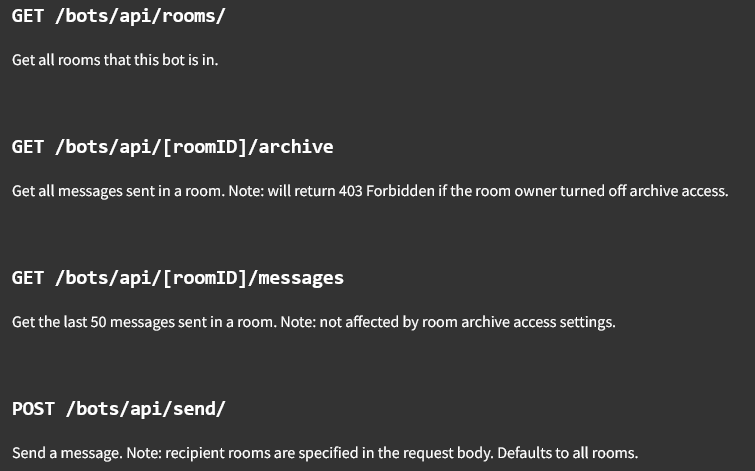 GET /bots/api/rooms/
Get all rooms that this bot is in.
GET /bots/api/[roomID]/archive
Get all messages sent in a room. Note: will return 403 Forbidden if the room owner turned off archive access.
GET /bots/api/[roomID]/messages
Get the last 50 messages sent in a room. Note: not affected by room archive access settings.
POST /bots/api/send/
Send a message. Note: recipient rooms are specified in the request body. Defaults to all rooms.